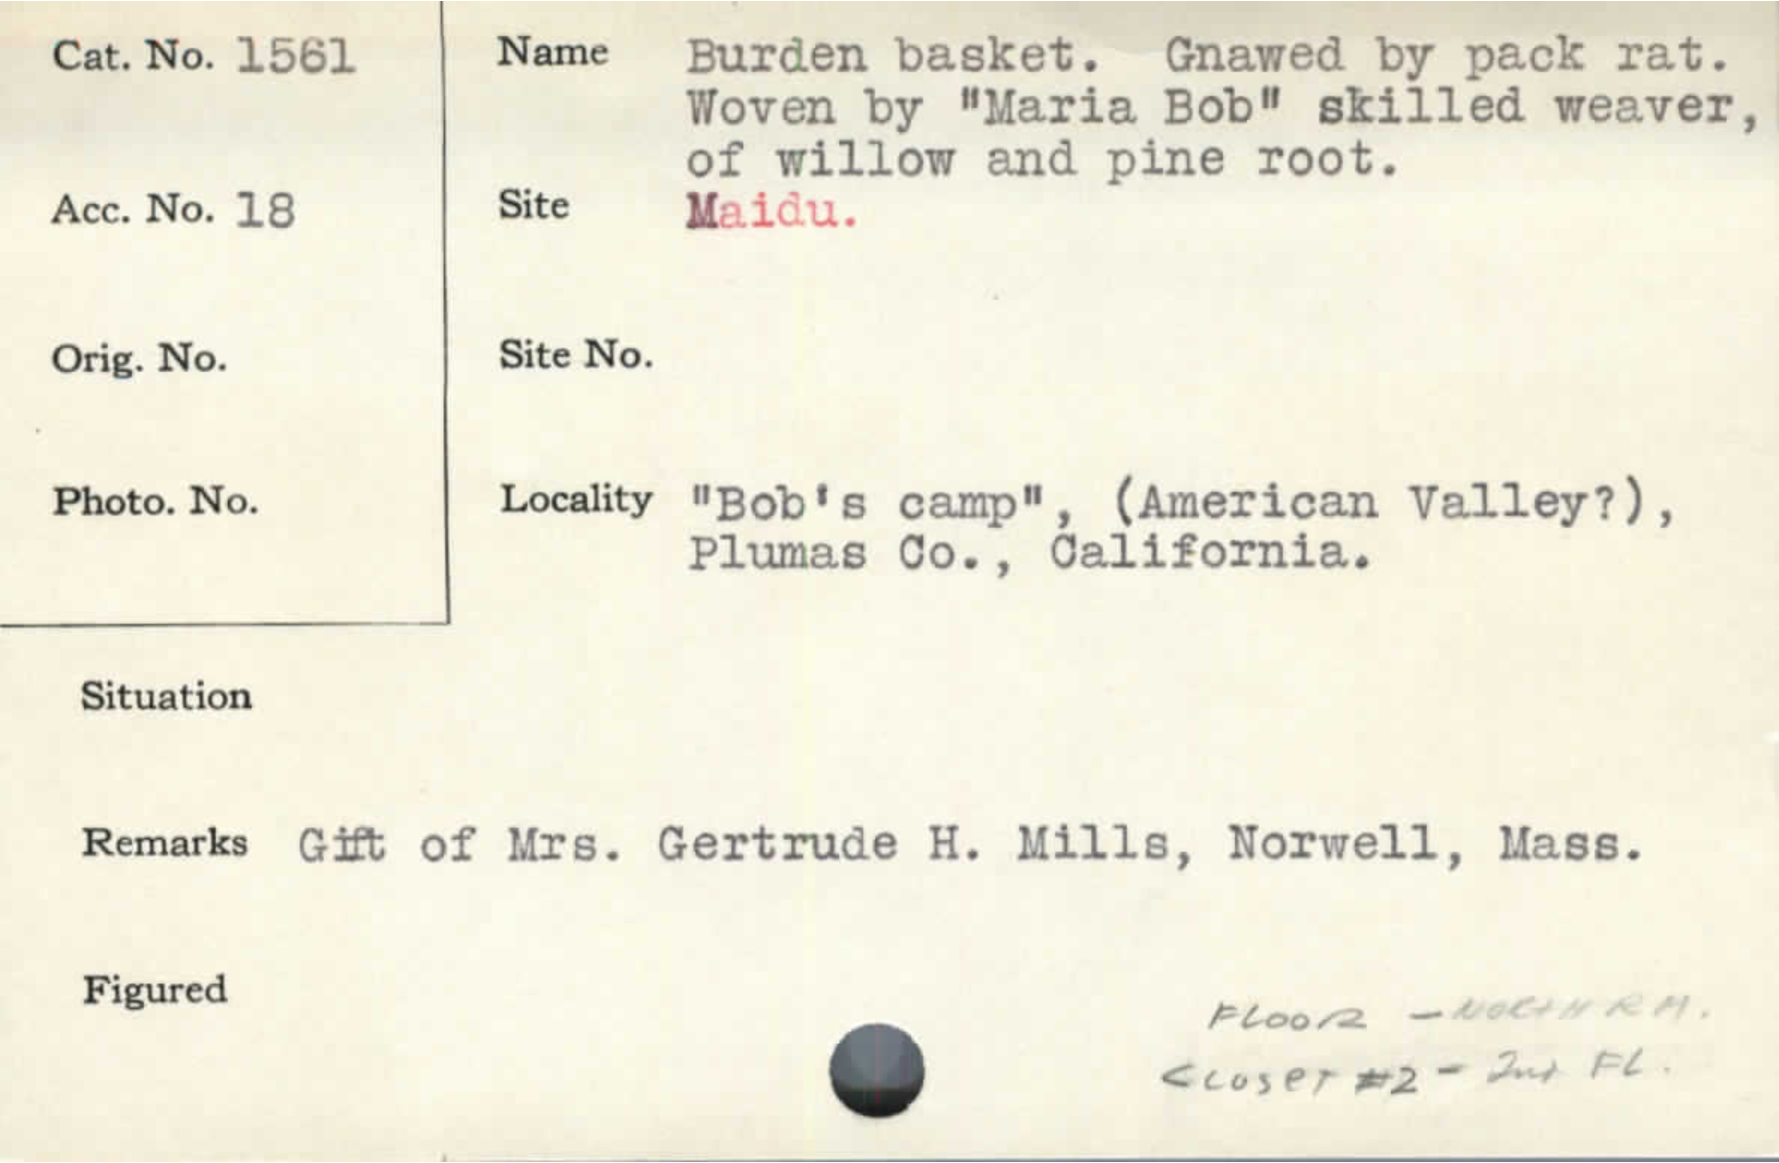 Cat. No. 1561
Name Burden basket. Gnawed by pack rat.
Woven by "Maria Bob" skilled weaver,
of willow and pine root.
Acc. No. 18
Site Maidu.
Orig. No.
Site No.
Photo. No.
Locality "Bob's camp", (American Valley?),
Plumas Co., California.
Situation
Remarks Gift of Mrs. Gertrude H. Mills, Norwell, Mass.
Figured
FLOOR - NORTH RM.
CLOSET #2 - 2nd FL.